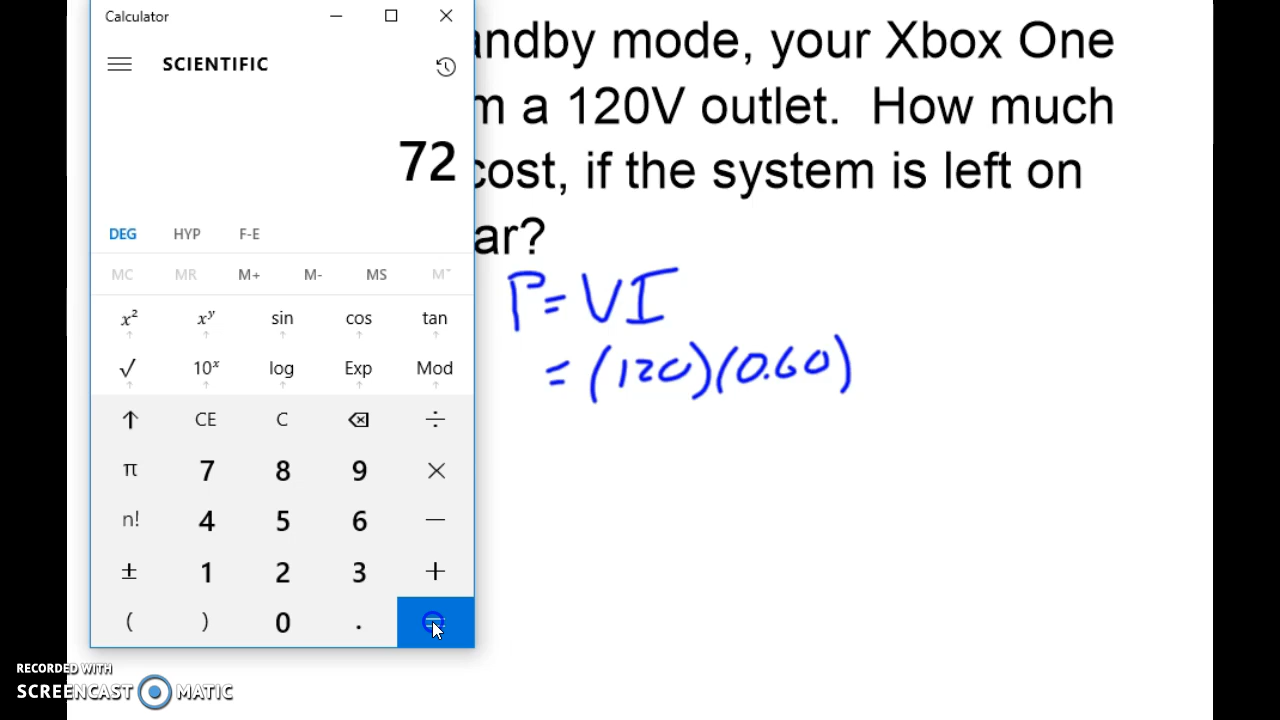 Calculator
SCIENTIFIC
72
DEG HYP F-E
MC MR M+ M- MS M˅
x² xʸ sin cos tan
√ 10ˣ log Exp Mod
↑ CE C ⌫ ÷
π 7 8 9 ×
n! 4 5 6 −
± 1 2 3 +
( ) 0 . =
andby mode, your Xbox One
m a 120V outlet. How much
cost, if the system is left on
ar?
P = VI
= (120)(0.60)
RECORDED WITH
SCREENCAST MATIC